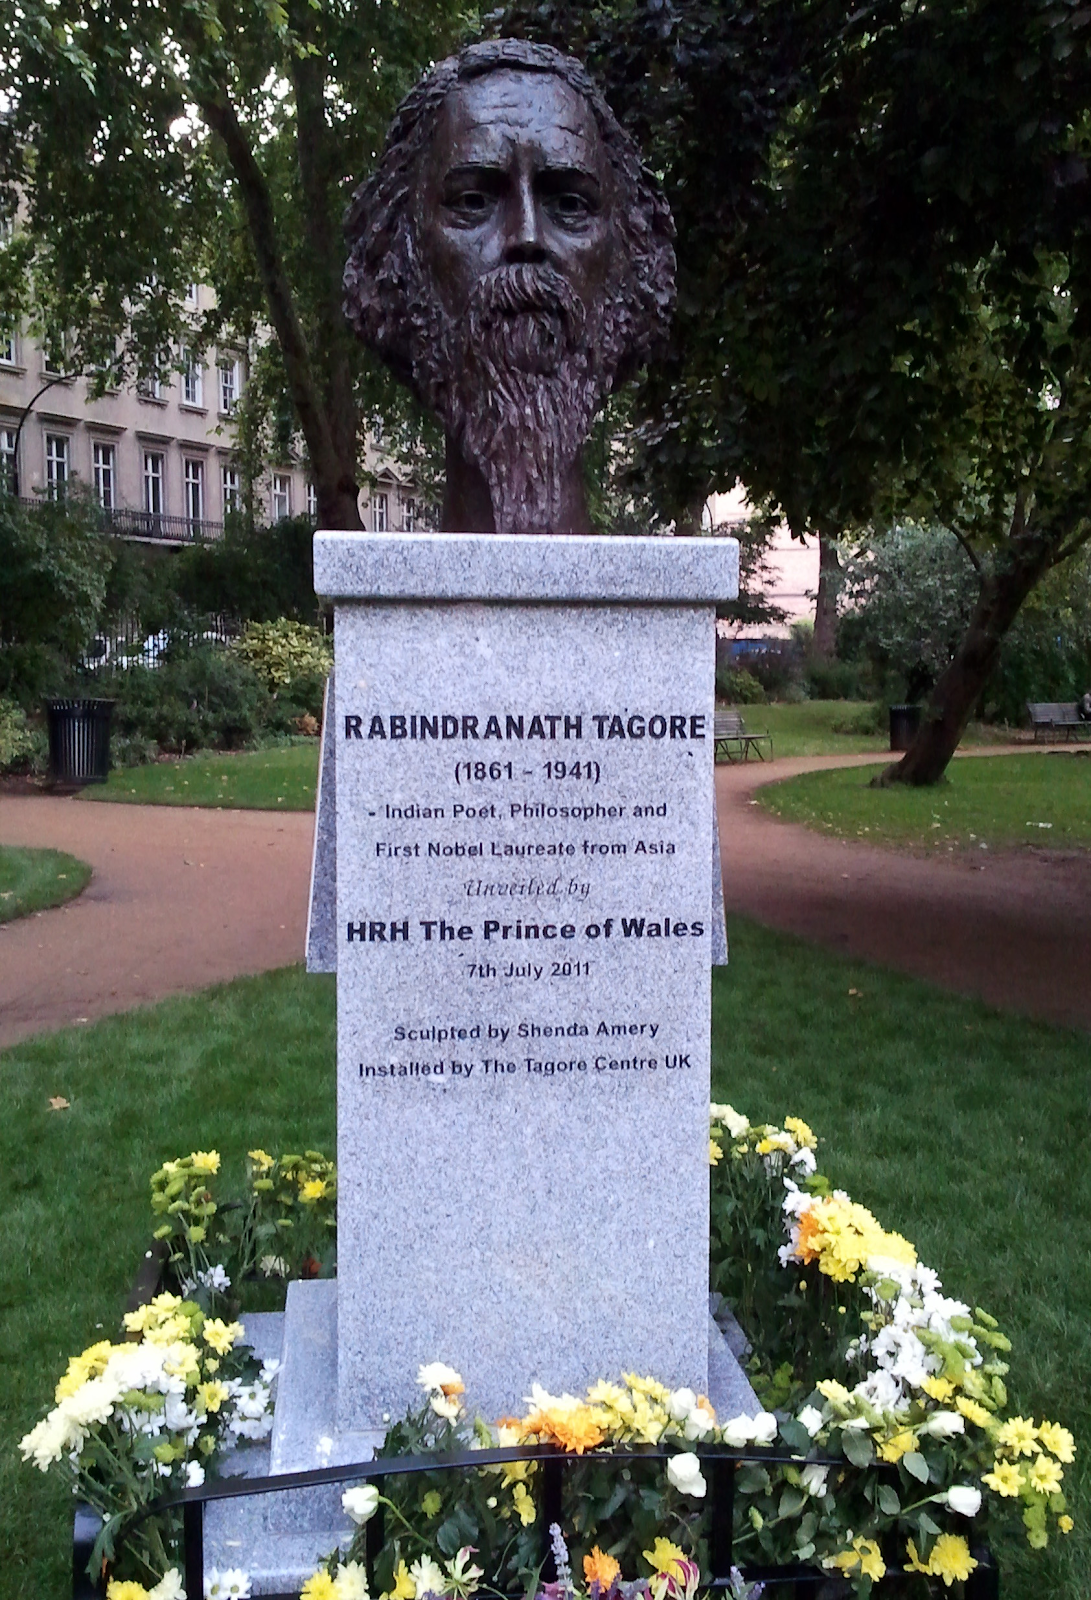 RABINDRANATH TAGORE
(1861 - 1941)
- Indian Poet, Philosopher and
First Nobel Laureate from Asia
Unveiled by
HRH The Prince of Wales
7th July 2011
Sculpted by Shenda Amery
Installed by The Tagore Centre UK